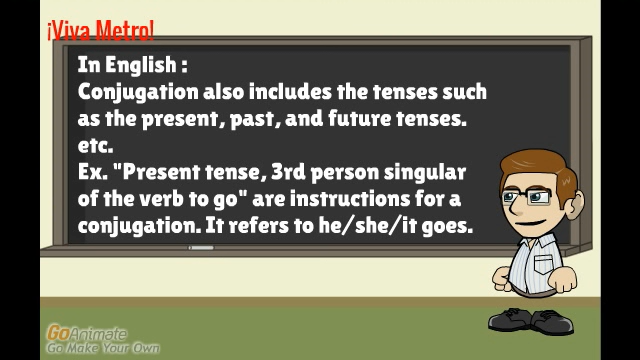 ¡Viva Metro!
In English :
Conjugation also includes the tenses such
as the present, past, and future tenses.
etc.
Ex. "Present tense, 3rd person singular
of the verb to go" are instructions for a
conjugation. It refers to he/she/it goes.
GoAnimate
Go Make Your Own